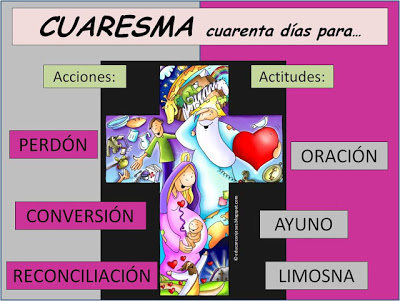 CUARESMA cuarenta días para...
Acciones:
Actitudes:
PERDÓN
ORACIÓN
CONVERSIÓN
AYUNO
RECONCILIACIÓN
LIMOSNA